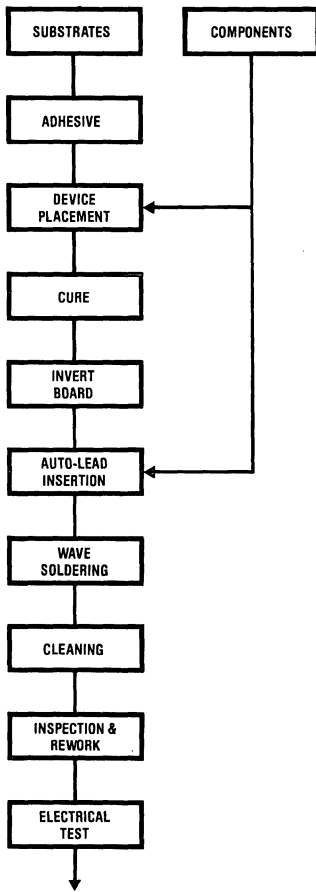 SUBSTRATES
COMPONENTS
ADHESIVE
DEVICE
PLACEMENT
CURE
INVERT
BOARD
AUTO-LEAD
INSERTION
WAVE
SOLDERING
CLEANING
INSPECTION &
REWORK
ELECTRICAL
TEST